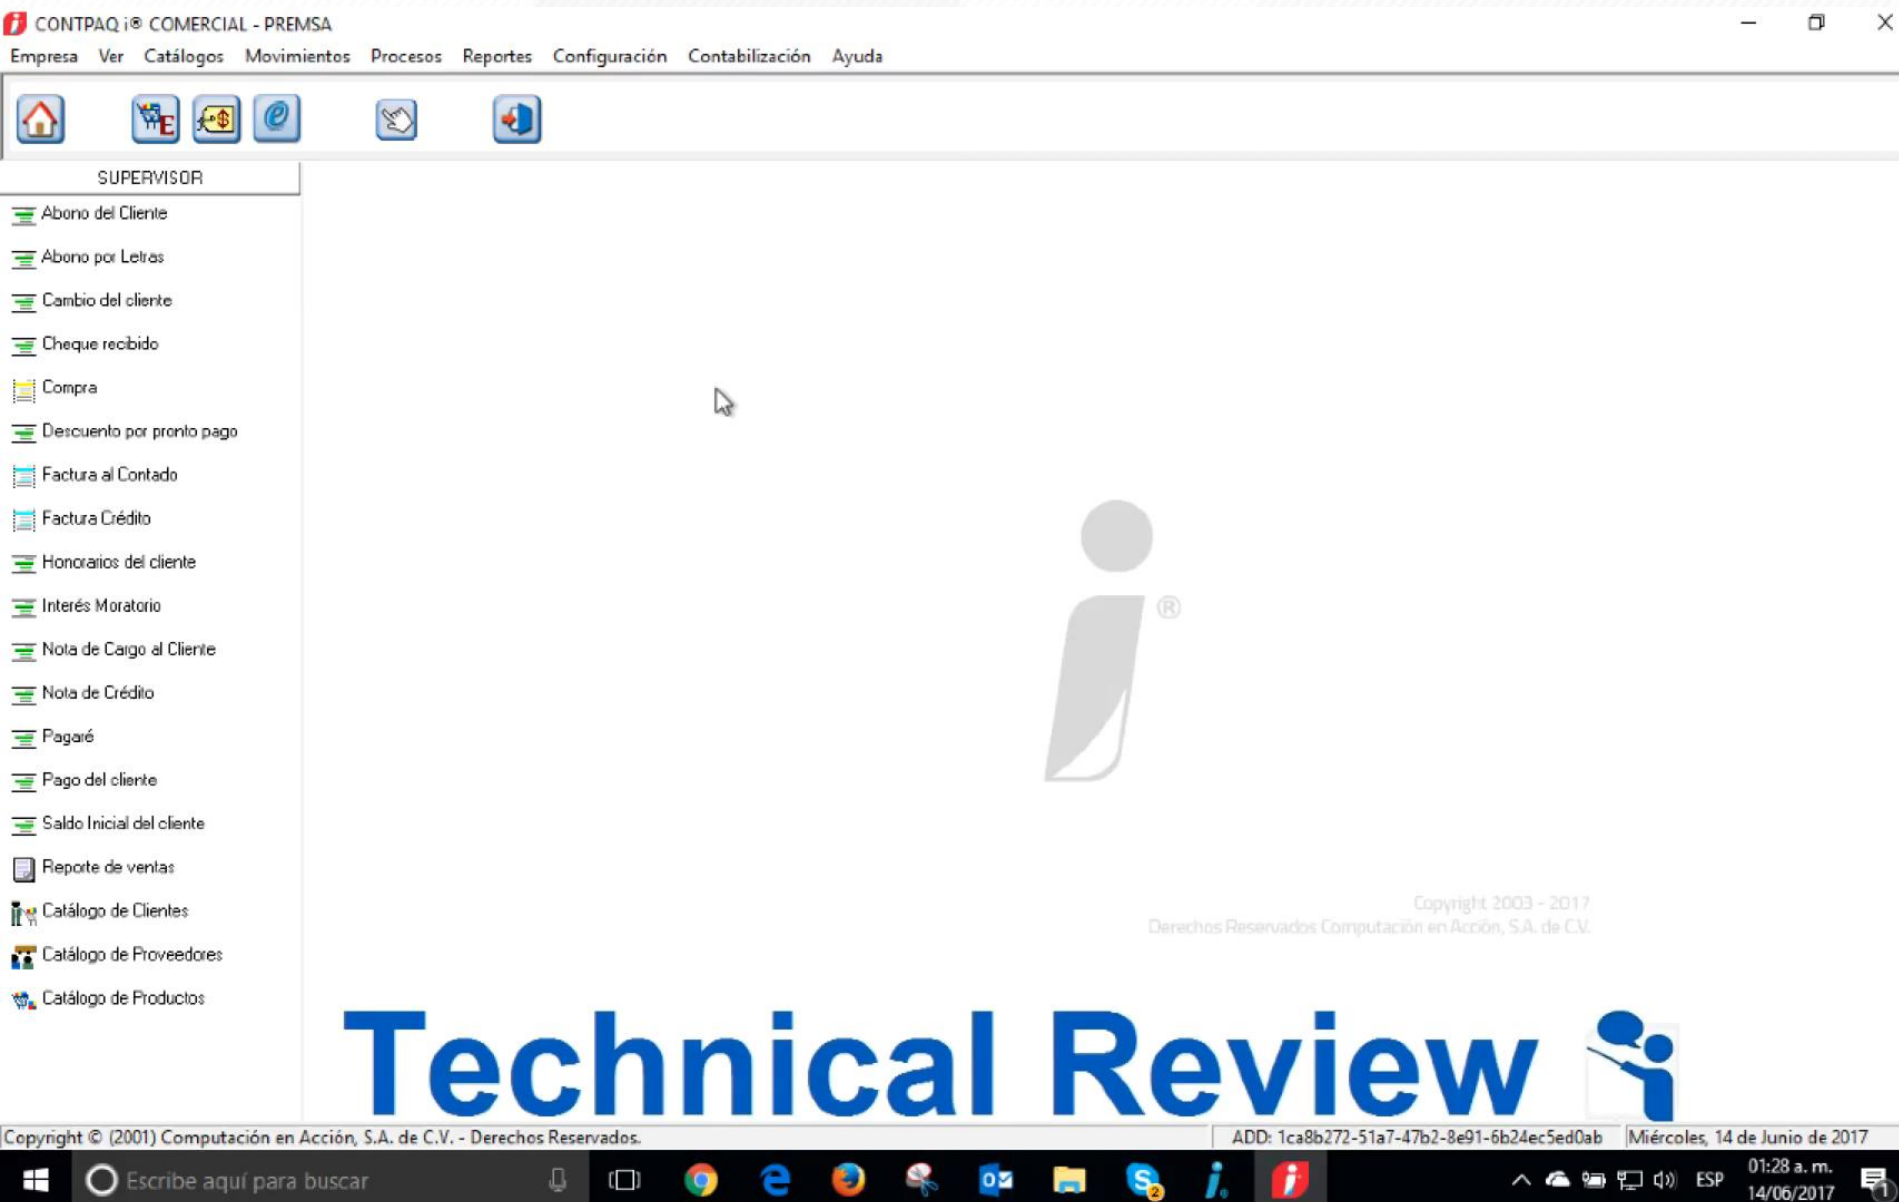 CONTPAQ i® COMERCIAL - PREMSA
Empresa Ver Catálogos Movimientos Procesos Reportes Configuración Contabilización Ayuda
SUPERVISOR
Abono del Cliente
Abono por Letras
Cambio del cliente
Cheque recibido
Compra
Descuento por pronto pago
Factura al Contado
Factura Crédito
Honorarios del cliente
Interés Moratorio
Nota de Cargo al Cliente
Nota de Crédito
Pagaré
Pago del cliente
Saldo Inicial del cliente
Reporte de ventas
Catálogo de Clientes
Catálogo de Proveedores
Catálogo de Productos
®
Copyright 2003 - 2017
Derechos Reservados Computación en Acción, S.A. de C.V.
Technical Review
Copyright © (2001) Computación en Acción, S.A. de C.V. - Derechos Reservados.
ADD: 1ca8b272-51a7-47b2-8e91-6b24ec5ed0ab
Miércoles, 14 de Junio de 2017
Escribe aquí para buscar
2
ESP
01:28 a. m.
14/06/2017
1